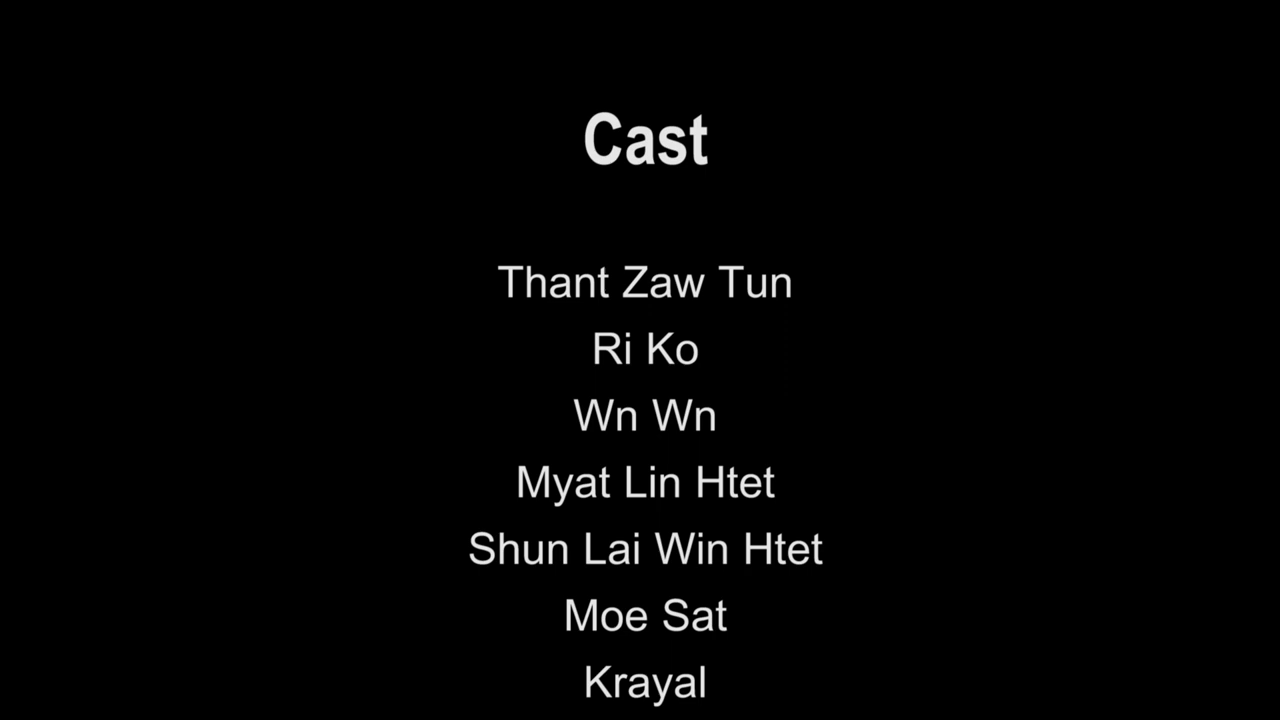 Cast
Thant Zaw Tun
Ri Ko
Wn Wn
Myat Lin Htet
Shun Lai Win Htet
Moe Sat
Krayal